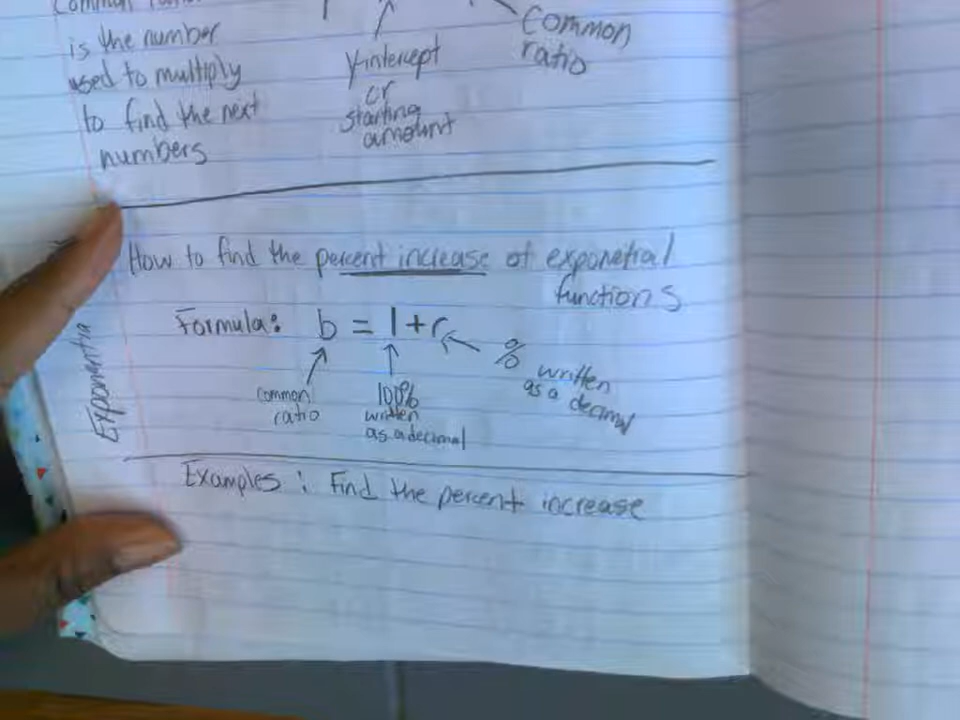 Common
is the number
used to multiply
to find the next
numbers
y-intercept
or
starting
amount
Common
ratio
How to find the percent increase of exponetial
functions
Formula: b = 1+r
common
ratio
100%
written
as a decimal
% written
as a decimal
Exponentia
Examples: Find the percent increase